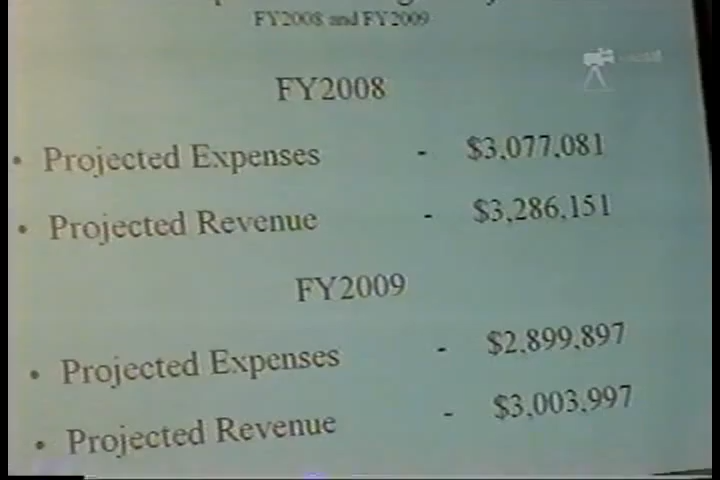 FY2008 and FY2009
FY2008
• Projected Expenses - $3,077,081
• Projected Revenue - $3,286,151
FY2009
• Projected Expenses - $2,899,897
• Projected Revenue - $3,003,997